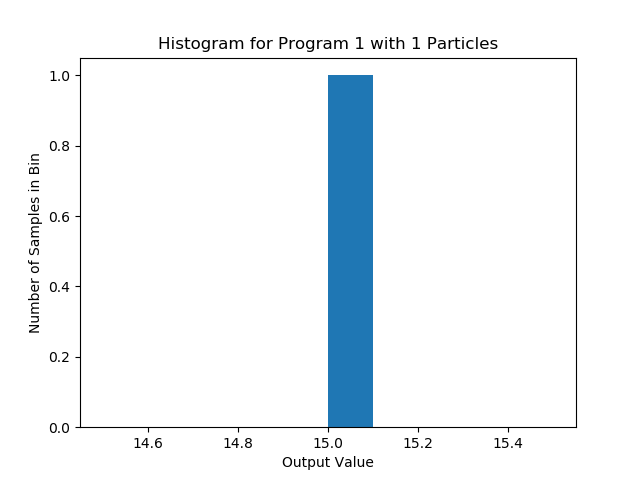 Histogram for Program 1 with 1 Particles
1.0
0.8
0.6
0.4
0.2
0.0
Number of Samples in Bin
14.6 14.8 15.0 15.2 15.4
Output Value